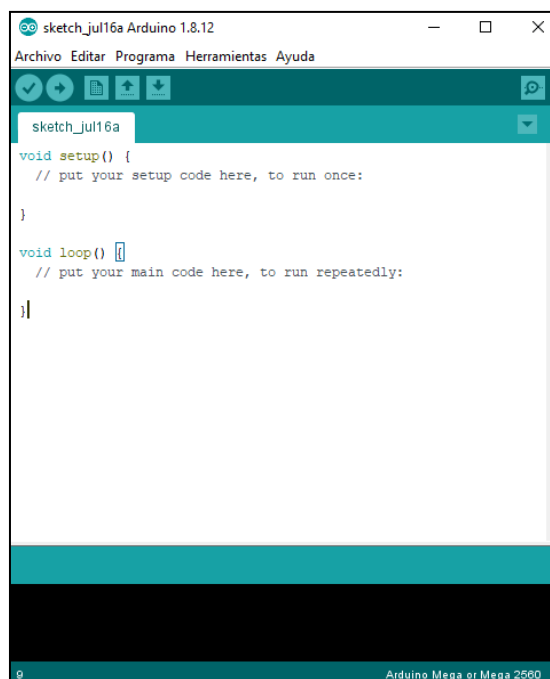 sketch_jul16a Arduino 1.8.12
Archivo Editar Programa Herramientas Ayuda
sketch_jul16a
void setup() {
  // put your setup code here, to run once:
}
void loop() {
  // put your main code here, to run repeatedly:
}
9 Arduino Mega or Mega 2560